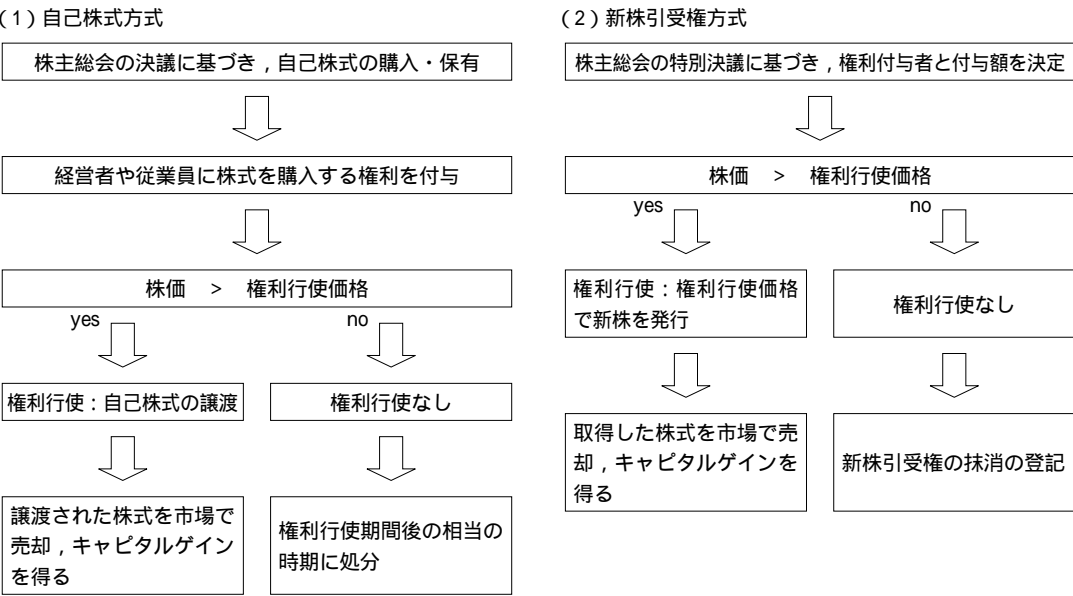 (1)自己株式方式
株主総会の決議に基づき,自己株式の購入・保有
経営者や従業員に株式を購入する権利を付与
株価 > 権利行使価格
yes
no
権利行使:自己株式の譲渡
権利行使なし
譲渡された株式を市場で
売却,キャピタルゲイン
を得る
権利行使期間後の相当の
時期に処分
(2)新株引受権方式
株主総会の特別決議に基づき,権利付与者と付与額を決定
株価 > 権利行使価格
yes
no
権利行使:権利行使価格
で新株を発行
権利行使なし
取得した株式を市場で売
却,キャピタルゲインを
得る
新株引受権の抹消の登記